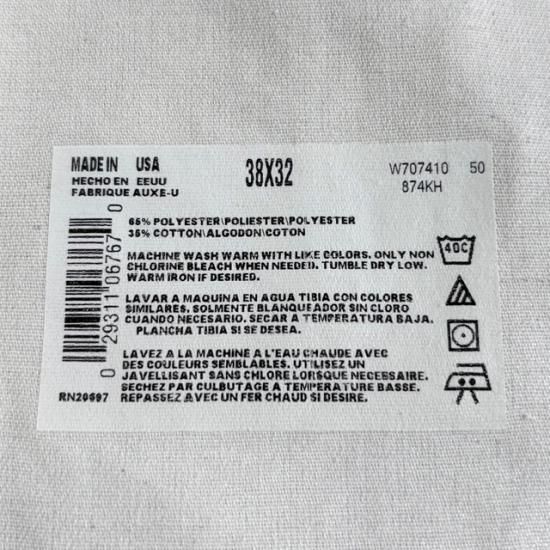 MADE IN USA 38X32 W707410 50
HECHO EN EEUU 874KH
FABRIQUE AUXE-U
65% POLYESTER\POLIESTER\POLYESTER
35% COTTON\ALGODON\COTON
MACHINE WASH WARM WITH LIKE COLORS. ONLY NON
CHLORINE BLEACH WHEN NEEDED. TUMBLE DRY LOW.
WARM IRON IF DESIRED.
LAVAR A MAQUINA EN AGUA TIBIA CON COLORES
SIMILARES, SOLMENTE BLANQUEADOR SIN CLORO
CUANDO NECESARIO. SECAR A TEMPERATURA BAJA.
PLANCHA TIBIA SI SE DESEA.
LAVEZ A LA MACHINE A L'EAU CHAUDE AVEC
DES COULEURS SEMBLABLES. UTILISEZ UN
JAVELLISANT SANS CHLORE LORSQUE NECESSAIRE.
SECHEZ PAR CULBUTAGE A TEMPERATURE BASSE.
REPASSEZ AVEC UN FER CHAUD SI DESIRE.
40C
0 29311 06767 0
RN20697